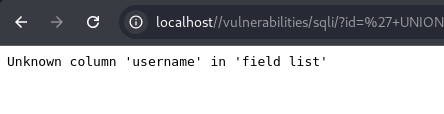 localhost//vulnerabilities/sqli/?id=%27+UNION
Unknown column 'username' in 'field list'